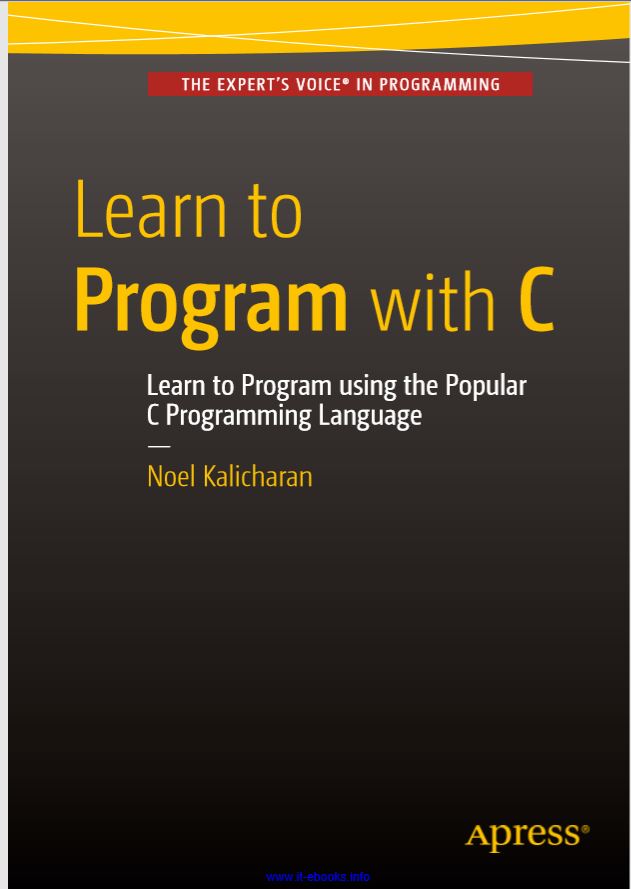 THE EXPERT'S VOICE® IN PROGRAMMING
Learn to
Program with C
Learn to Program using the Popular
C Programming Language
Noel Kalicharan
Apress®
www.it-ebooks.info